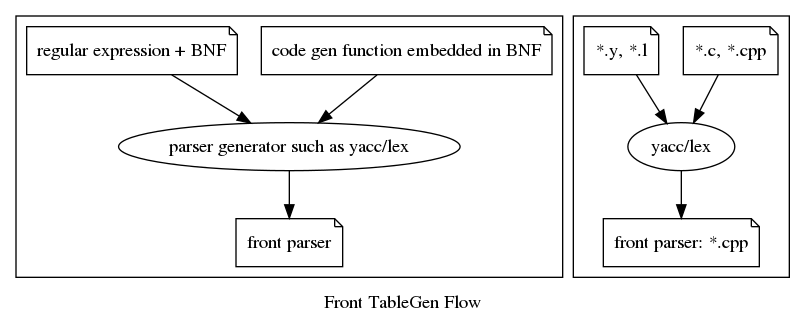 regular expression + BNF
code gen function embedded in BNF
parser generator such as yacc/lex
front parser
*.y, *.l
*.c, *.cpp
yacc/lex
front parser: *.cpp
Front TableGen Flow